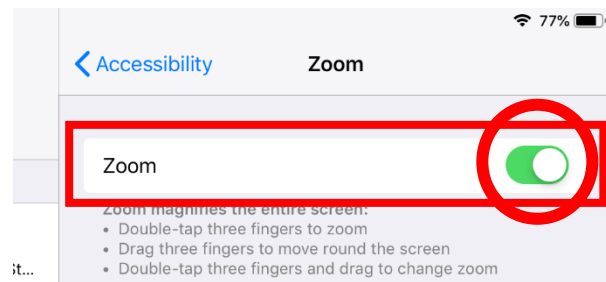 77%
Accessibility
Zoom
Zoom
Zoom magnifies the entire screen:
• Double-tap three fingers to zoom
• Drag three fingers to move round the screen
• Double-tap three fingers and drag to change zoom